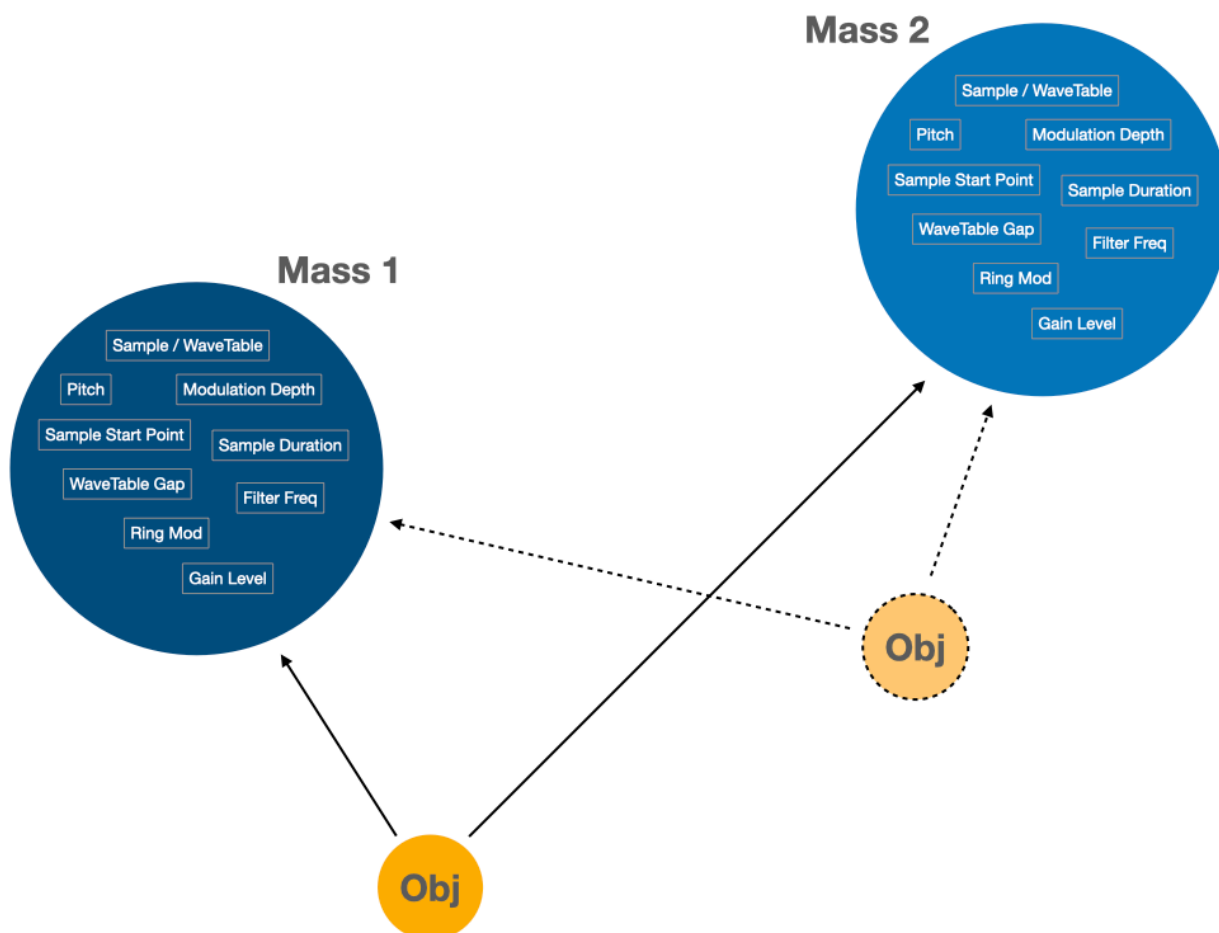 Mass 2
Sample / WaveTable
Pitch
Modulation Depth
Sample Start Point
Sample Duration
WaveTable Gap
Filter Freq
Ring Mod
Gain Level
Mass 1
Sample / WaveTable
Pitch
Modulation Depth
Sample Start Point
Sample Duration
WaveTable Gap
Filter Freq
Ring Mod
Gain Level
Obj
Obj